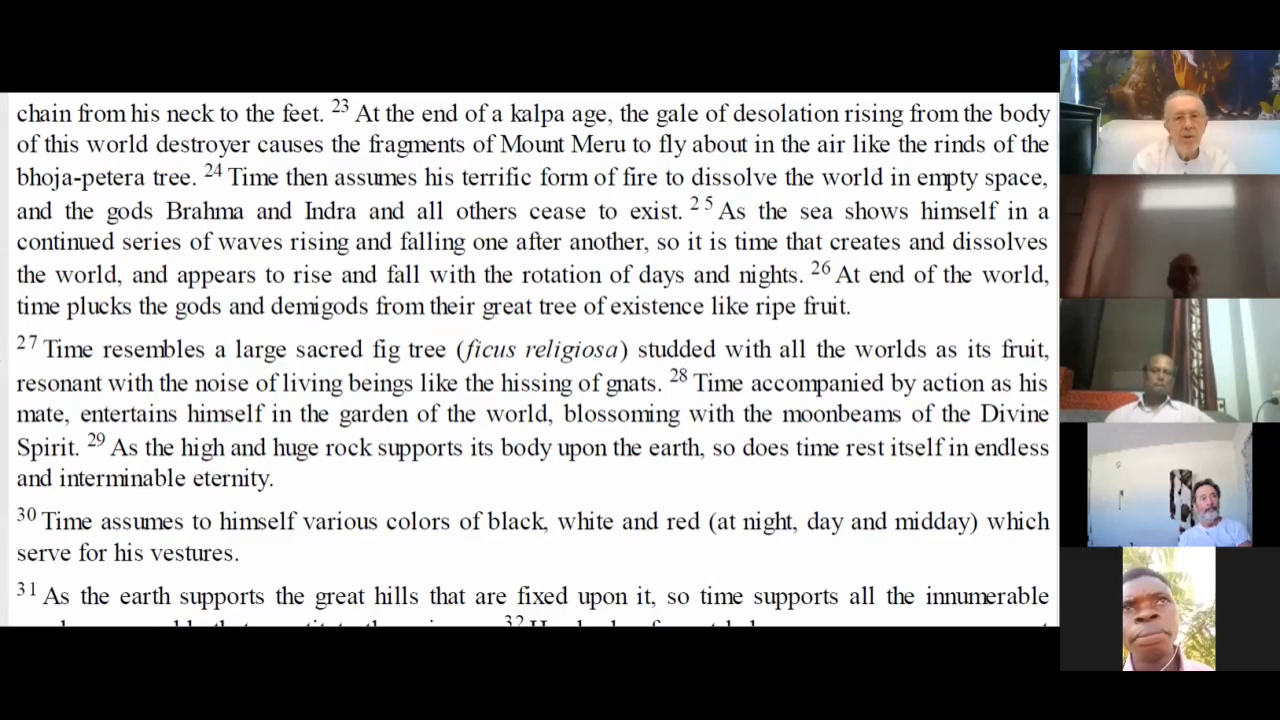 chain from his neck to the feet. 23 At the end of a kalpa age, the gale of desolation rising from the body
of this world destroyer causes the fragments of Mount Meru to fly about in the air like the rinds of the
bhoja-petera tree. 24 Time then assumes his terrific form of fire to dissolve the world in empty space,
and the gods Brahma and Indra and all others cease to exist. 25 As the sea shows himself in a
continued series of waves rising and falling one after another, so it is time that creates and dissolves
the world, and appears to rise and fall with the rotation of days and nights. 26 At end of the world,
time plucks the gods and demigods from their great tree of existence like ripe fruit.
27 Time resembles a large sacred fig tree (ficus religiosa) studded with all the worlds as its fruit,
resonant with the noise of living beings like the hissing of gnats. 28 Time accompanied by action as his
mate, entertains himself in the garden of the world, blossoming with the moonbeams of the Divine
Spirit. 29 As the high and huge rock supports its body upon the earth, so does time rest itself in endless
and interminable eternity.
30 Time assumes to himself various colors of black, white and red (at night, day and midday) which
serve for his vestures.
31 As the earth supports the great hills that are fixed upon it, so time supports all the innumerable
32